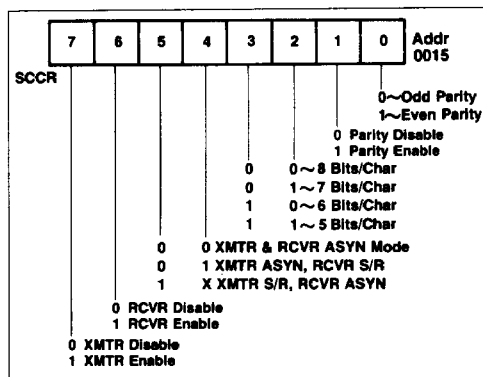 7 6 5 4 3 2 1 0 Addr
0015
SCCR
0~Odd Parity
1~Even Parity
0 Parity Disable
1 Parity Enable
0 0~8 Bits/Char
0 1~7 Bits/Char
1 0~6 Bits/Char
1 1~5 Bits/Char
0 0 XMTR & RCVR ASYN Mode
0 1 XMTR ASYN, RCVR S/R
1 X XMTR S/R, RCVR ASYN
0 RCVR Disable
1 RCVR Enable
0 XMTR Disable
1 XMTR Enable